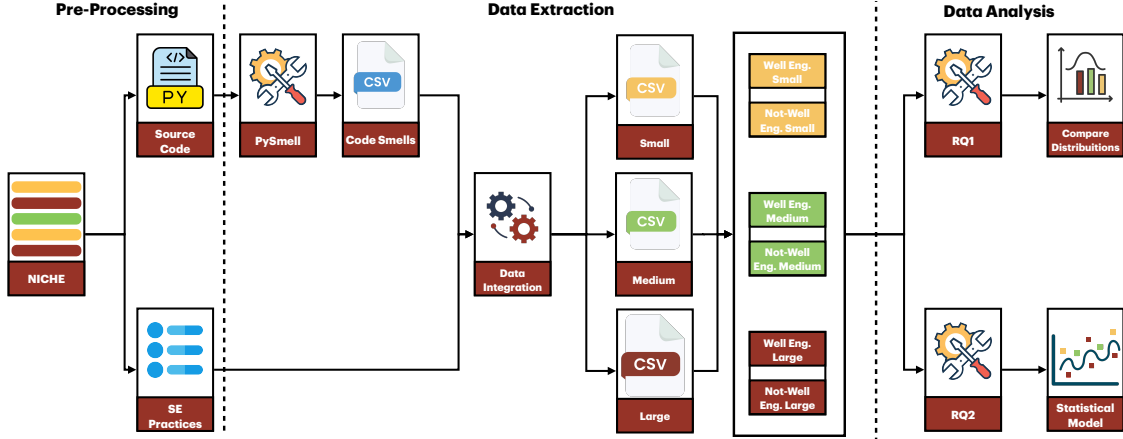 Pre-Processing
Data Extraction
Data Analysis
</>
PY
Source
Code
PySmell
CSV
Code Smells
CSV
Small
Well Eng.
Small
Not-Well
Eng. Small
RQ1
Compare
Distribuitions
NICHE
Data
Integration
CSV
Medium
Well Eng.
Medium
Not-Well
Eng. Medium
SE
Practices
CSV
Large
Well Eng.
Large
Not-Well
Eng. Large
RQ2
Statistical
Model